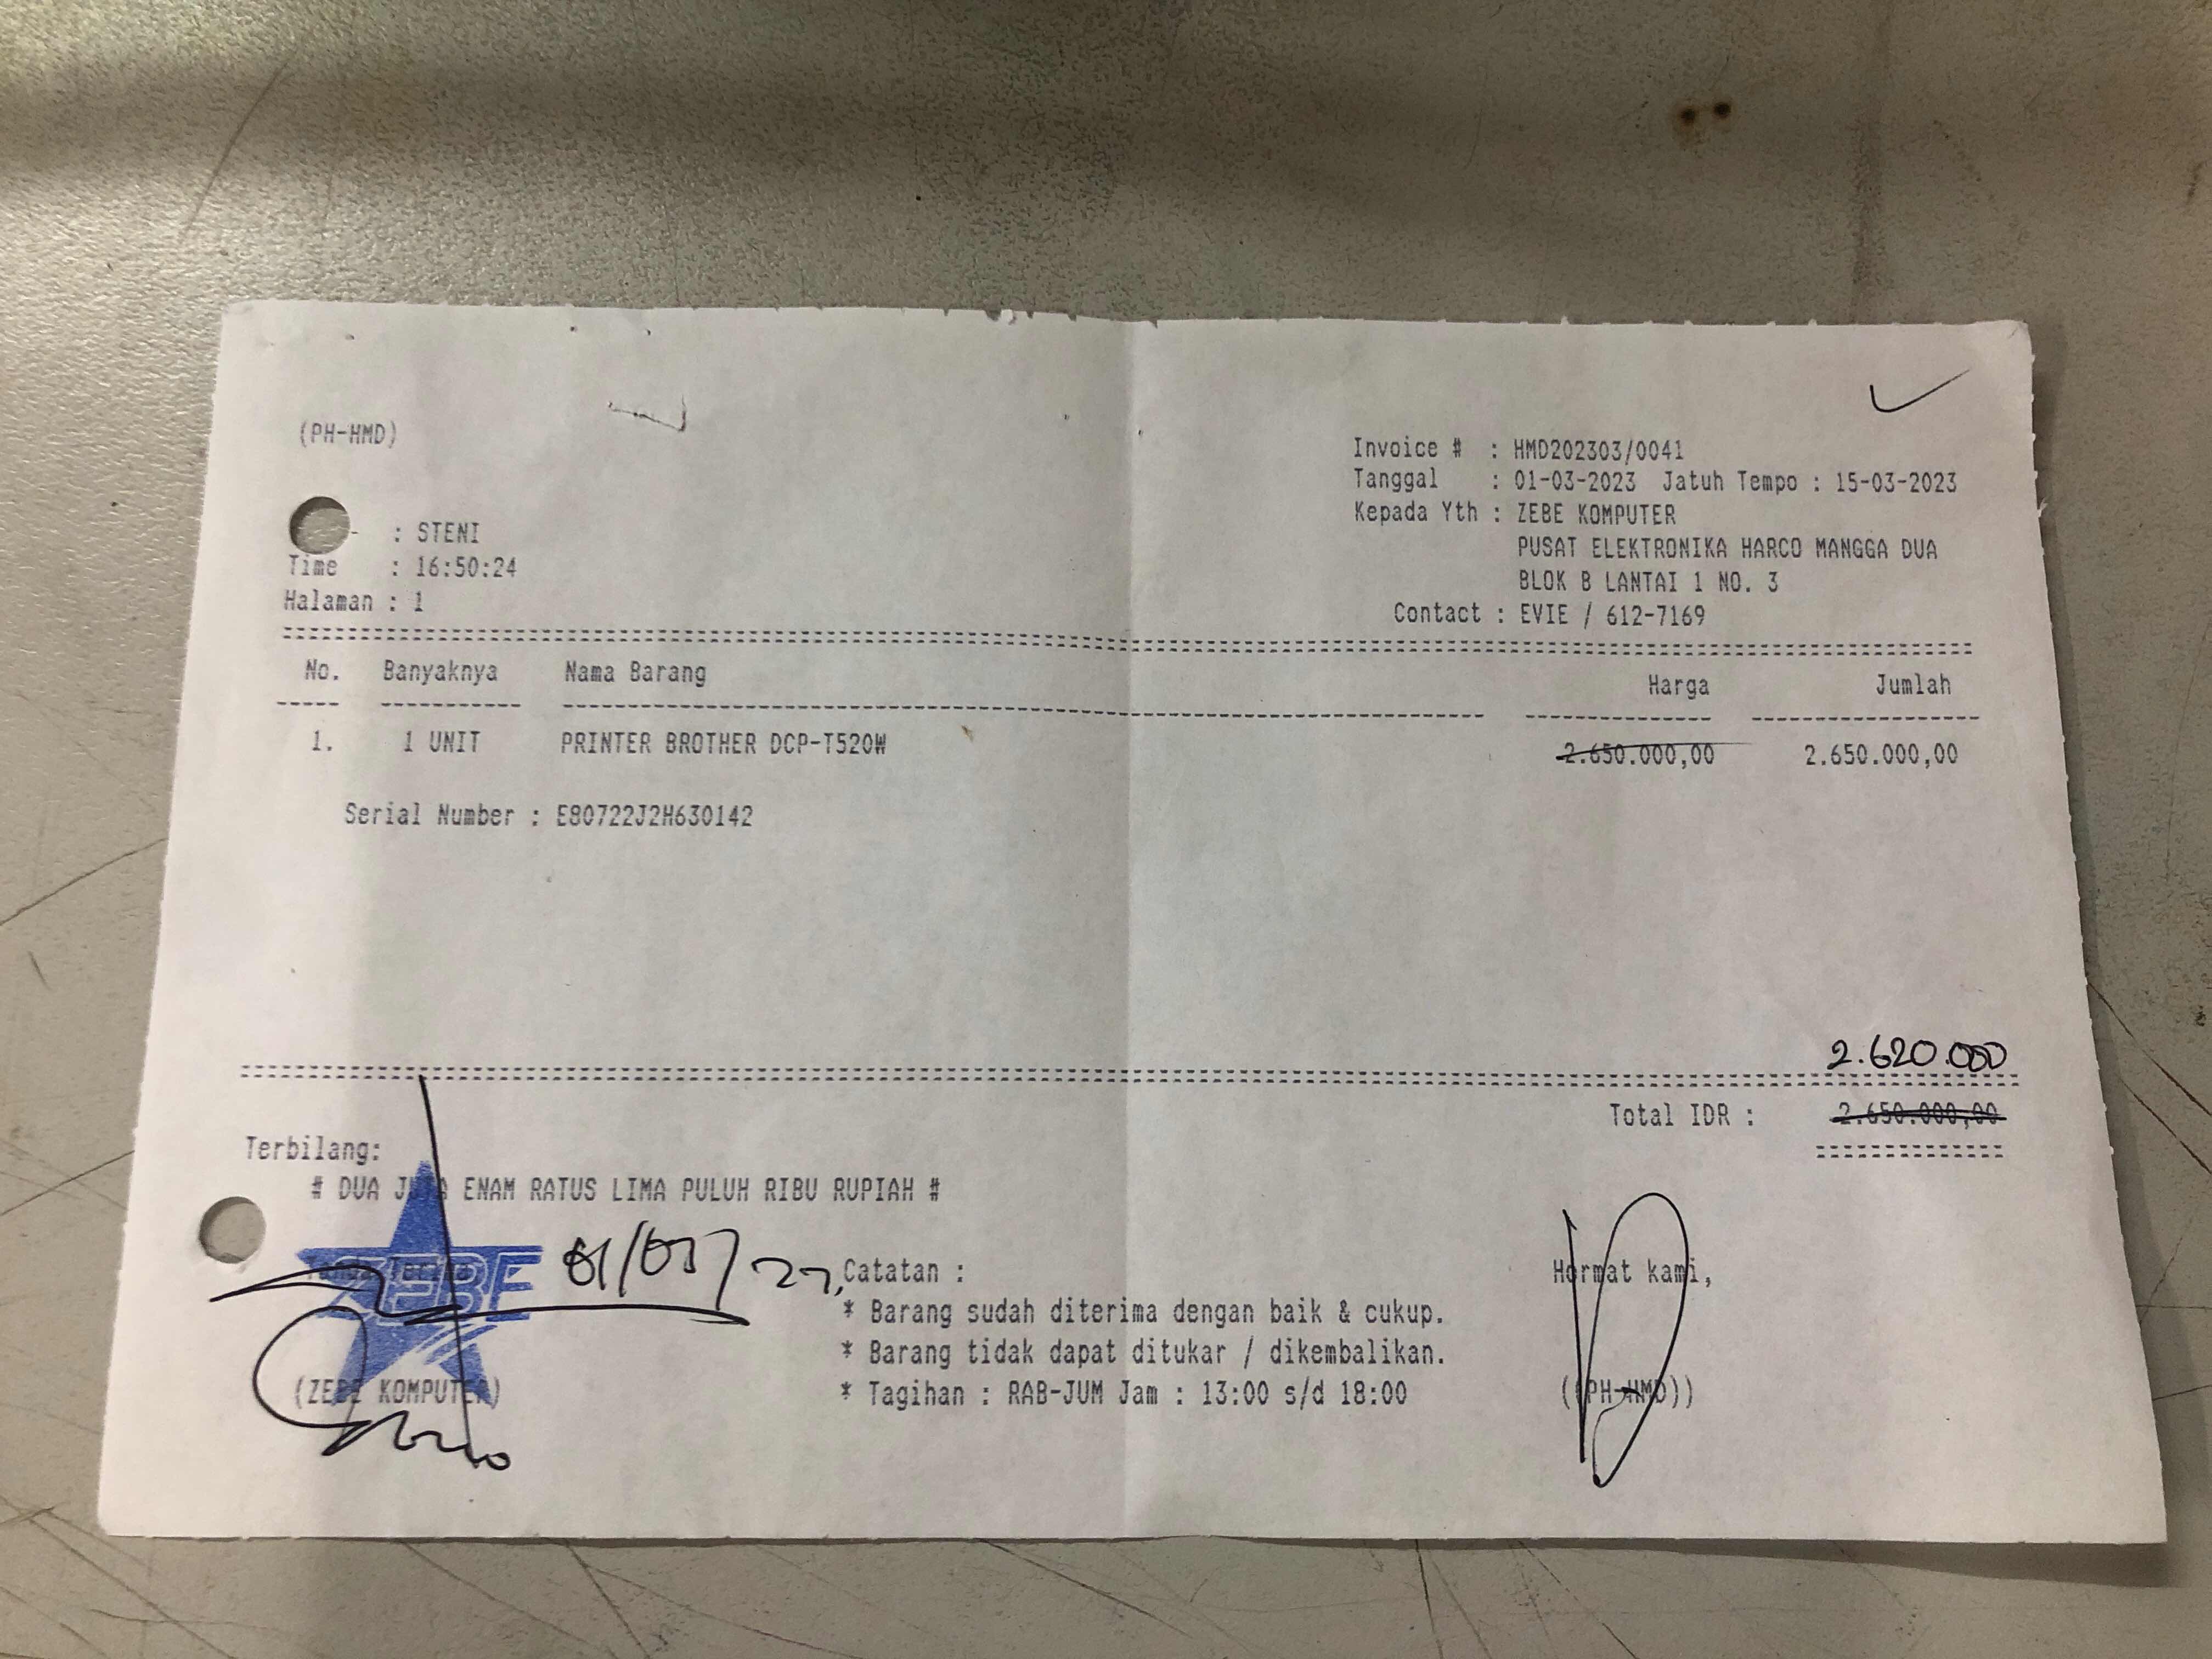 (PH-HMD)
Invoice # : HMD202303/0041
Tanggal : 01-03-2023 Jatuh Tempo : 15-03-2023
Kepada Yth : ZEBE KOMPUTER
PUSAT ELEKTRONIKA HARCO MANGGA DUA
BLOK B LANTAI 1 NO. 3
Contact : EVIE / 612-7169
: STENI
Time : 16:50:24
Halaman : 1
No. Banyaknya Nama Barang Harga Jumlah
1. 1 UNIT PRINTER BROTHER DCP-T520W 2.650.000,00 2.650.000,00
Serial Number : E80722J2H630142
2.620.000
Total IDR : 2.650.000,00
Terbilang:
# DUA JUTA ENAM RATUS LIMA PULUH RIBU RUPIAH #
ZEBE
Catatan :
* Barang sudah diterima dengan baik & cukup.
* Barang tidak dapat ditukar / dikembalikan.
* Tagihan : RAB-JUM Jam : 13:00 s/d 18:00
(ZEBE KOMPUTER)
Hormat kami,
((PH-HMD))